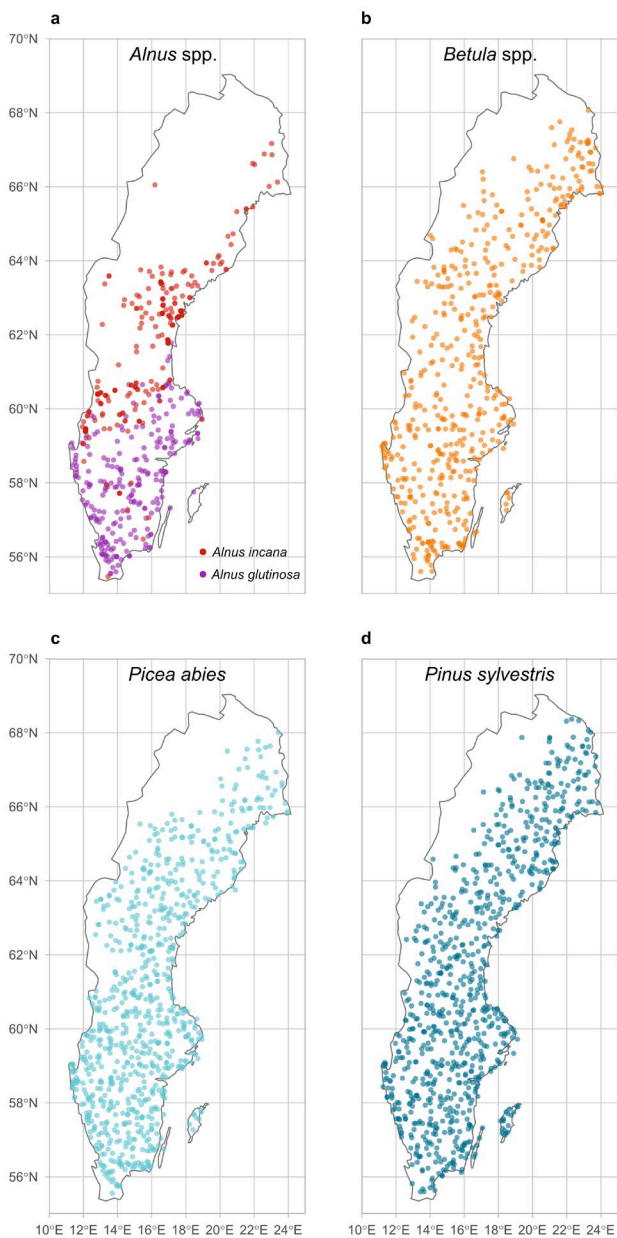 a
b
Alnus spp.
Betula spp.
70°N
68°N
66°N
64°N
62°N
60°N
58°N
56°N
Alnus incana
Alnus glutinosa
c
d
Picea abies
Pinus sylvestris
70°N
68°N
66°N
64°N
62°N
60°N
58°N
56°N
10°E 12°E 14°E 16°E 18°E 20°E 22°E 24°E
10°E 12°E 14°E 16°E 18°E 20°E 22°E 24°E